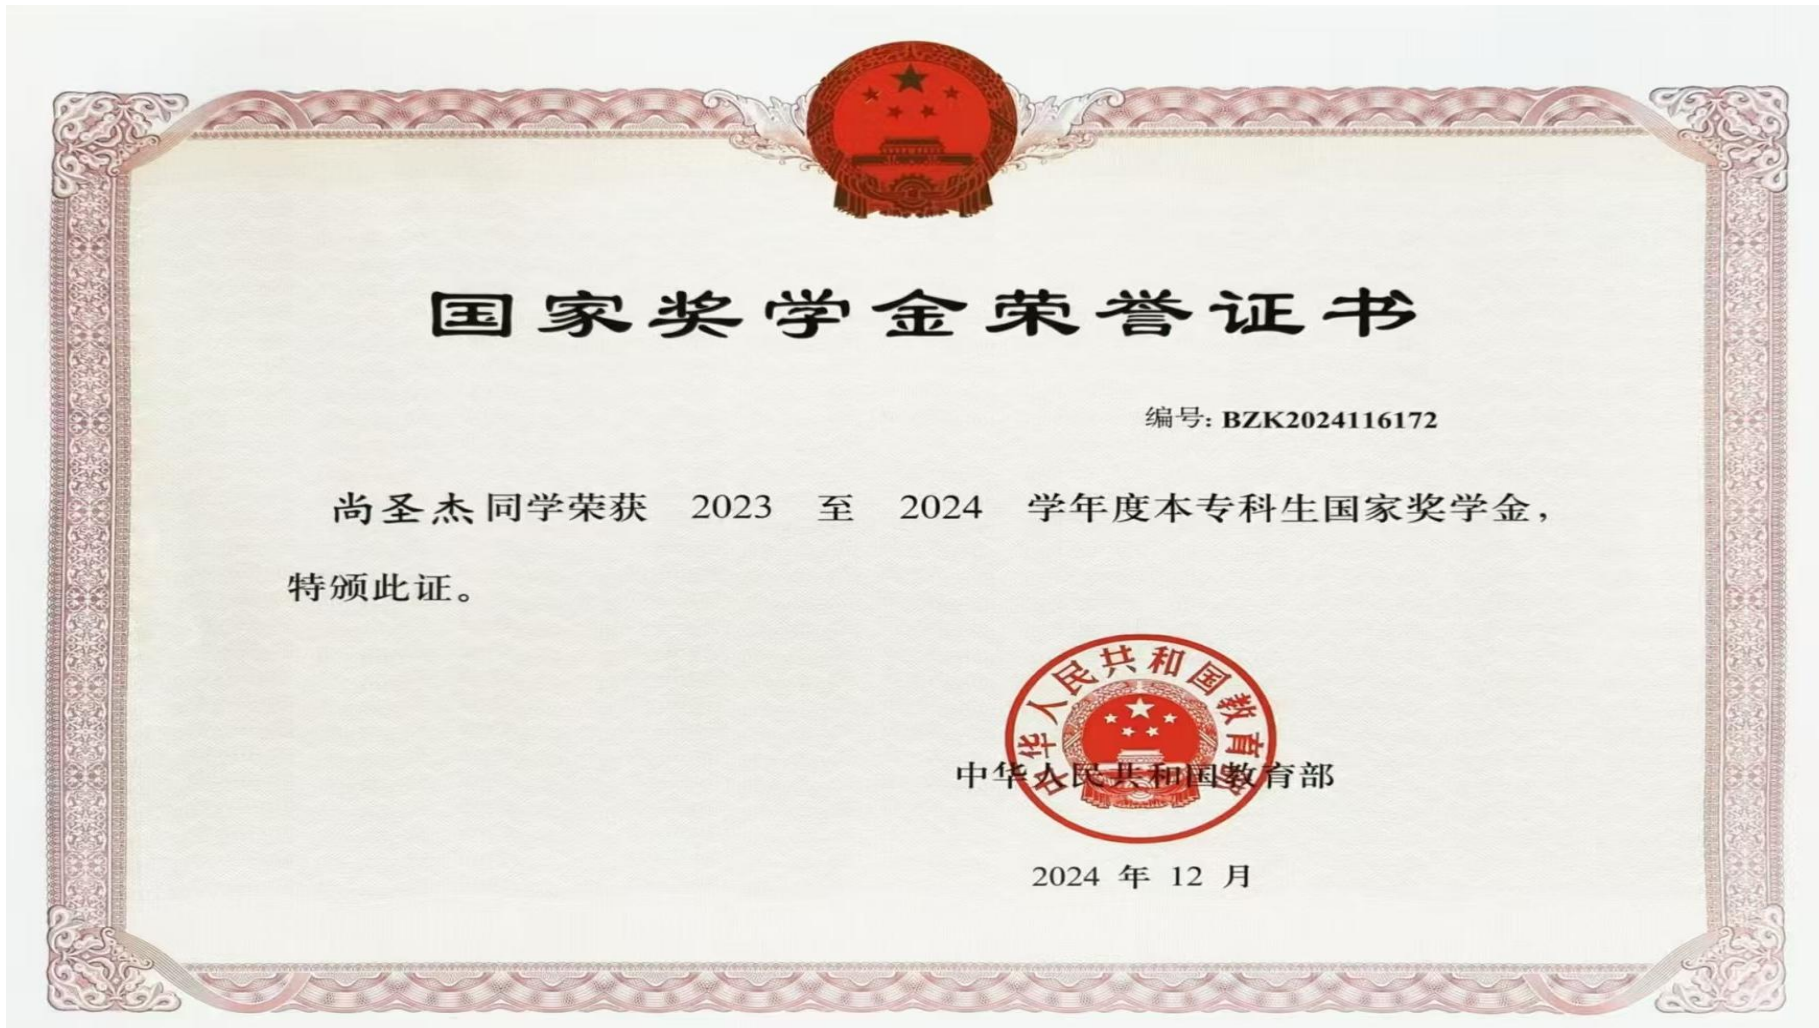 国家奖学金荣誉证书
编号: BZK2024116172
尚圣杰同学荣获 2023 至 2024 学年度本专科生国家奖学金，
特颁此证。
中华人民共和国教育部
中华人民共和国教育部
2024 年 12 月